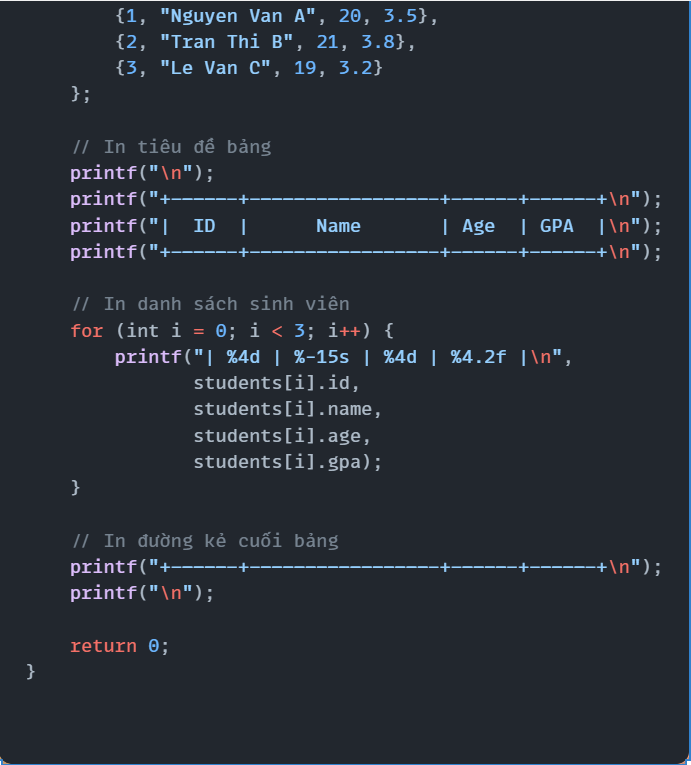 {1, "Nguyen Van A", 20, 3.5},
        {2, "Tran Thi B", 21, 3.8},
        {3, "Le Van C", 19, 3.2}
    };

    // In tiêu đề bảng
    printf("\n");
    printf("+------+-----------------+------+------+\n");
    printf("|  ID  |      Name       | Age  | GPA  |\n");
    printf("+------+-----------------+------+------+\n");

    // In danh sách sinh viên
    for (int i = 0; i < 3; i++) {
        printf("| %4d | %-15s | %4d | %4.2f |\n",
               students[i].id,
               students[i].name,
               students[i].age,
               students[i].gpa);
    }

    // In đường kẻ cuối bảng
    printf("+------+-----------------+------+------+\n");
    printf("\n");

    return 0;
}